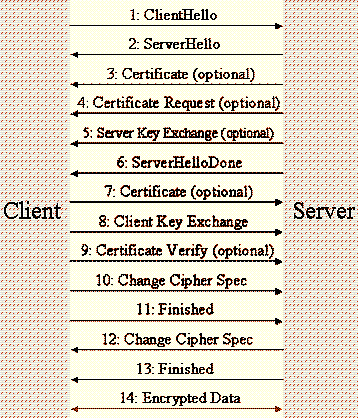 1: ClientHello
2: ServerHello
3: Certificate (optional)
4: Certificate Request (optional)
5: Server Key Exchange (optional)
6: ServerHelloDone
7: Certificate (optional)
Client
Server
8: Client Key Exchange
9: Certificate Verify (optional)
10: Change Cipher Spec
11: Finished
12: Change Cipher Spec
13: Finished
14: Encrypted Data